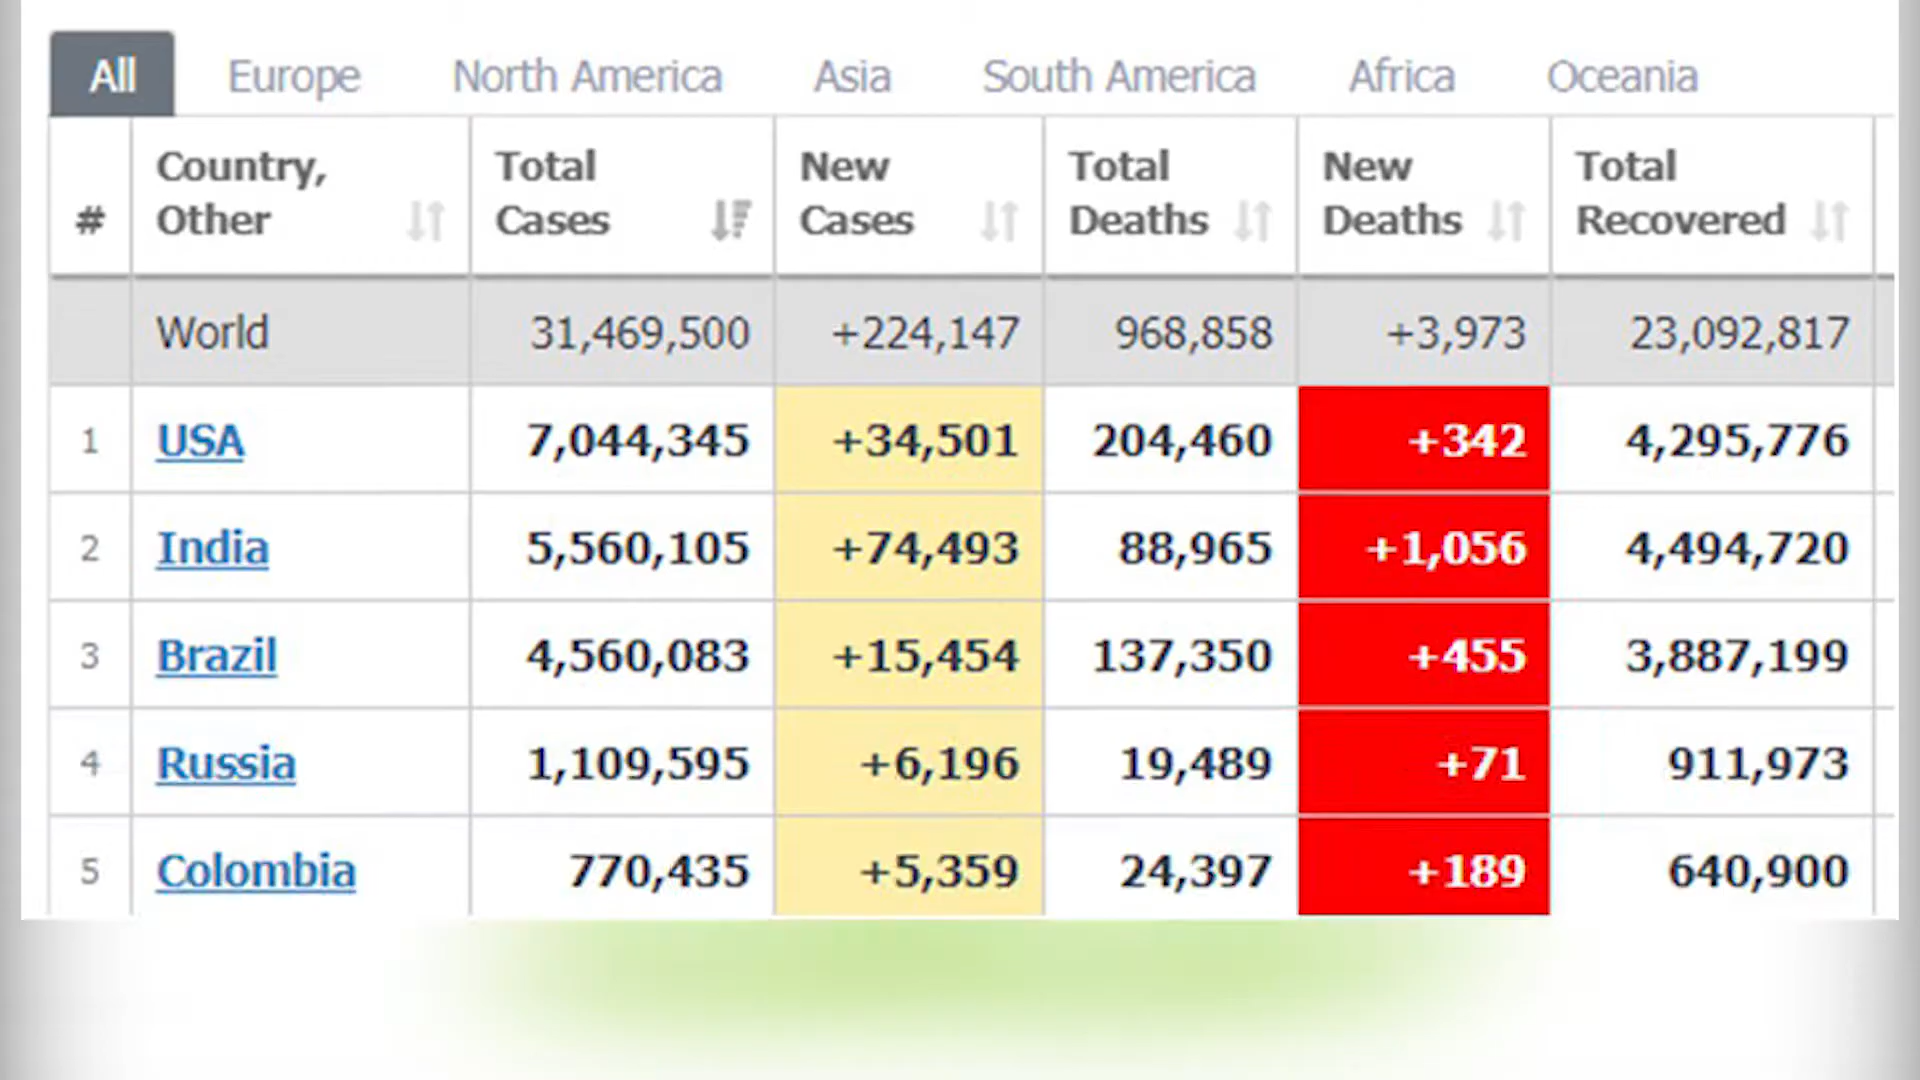 All Europe North America Asia South America Africa Oceania
# Country, Other Total Cases New Cases Total Deaths New Deaths Total Recovered
World 31,469,500 +224,147 968,858 +3,973 23,092,817
1 USA 7,044,345 +34,501 204,460 +342 4,295,776
2 India 5,560,105 +74,493 88,965 +1,056 4,494,720
3 Brazil 4,560,083 +15,454 137,350 +455 3,887,199
4 Russia 1,109,595 +6,196 19,489 +71 911,973
5 Colombia 770,435 +5,359 24,397 +189 640,900